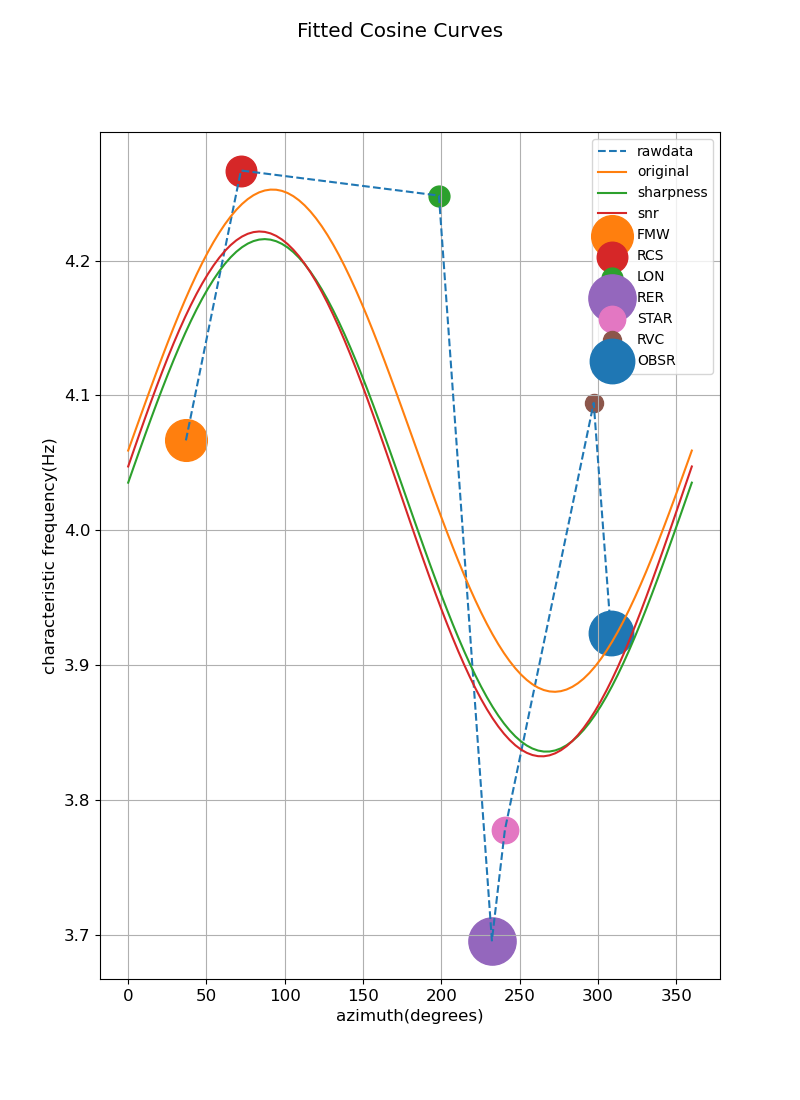 Fitted Cosine Curves
rawdata
original
sharpness
snr
FMW
RCS
LON
RER
STAR
RVC
OBSR
characteristic frequency(Hz)
4.2
4.1
4.0
3.9
3.8
3.7
0 50 100 150 200 250 300 350
azimuth(degrees)